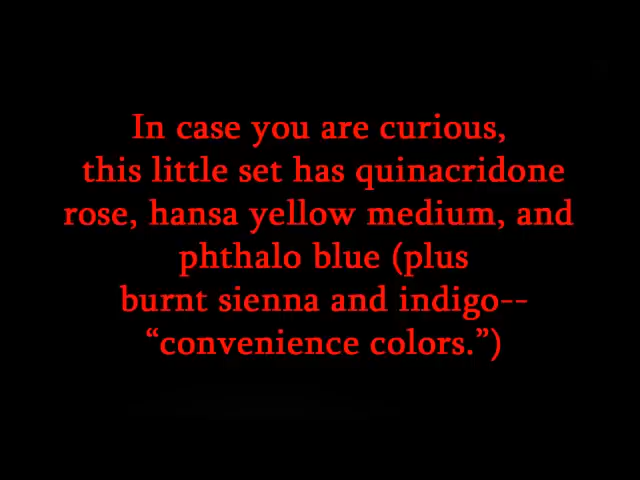 In case you are curious,
this little set has quinacridone
rose, hansa yellow medium, and
phthalo blue (plus
burnt sienna and indigo--
“convenience colors.”)